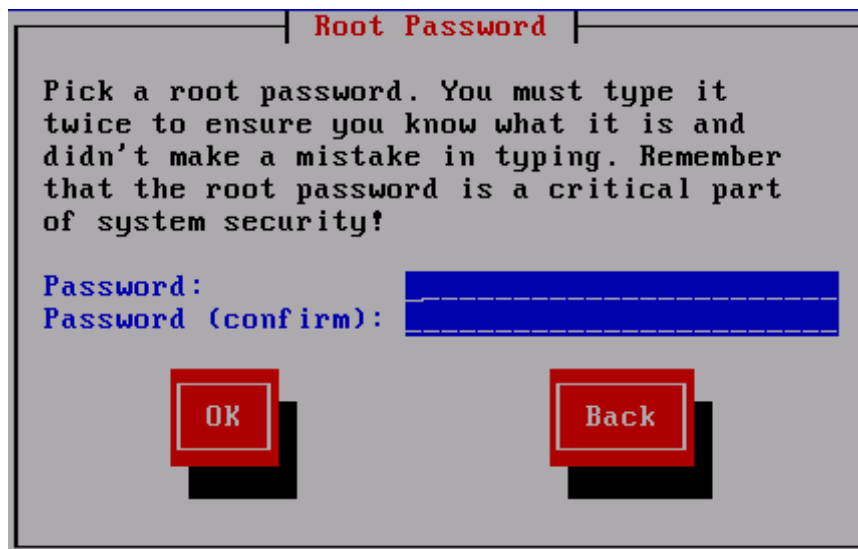 Root Password
Pick a root password. You must type it
twice to ensure you know what it is and
didn't make a mistake in typing. Remember
that the root password is a critical part
of system security!
Password:
Password (confirm):
OK Back